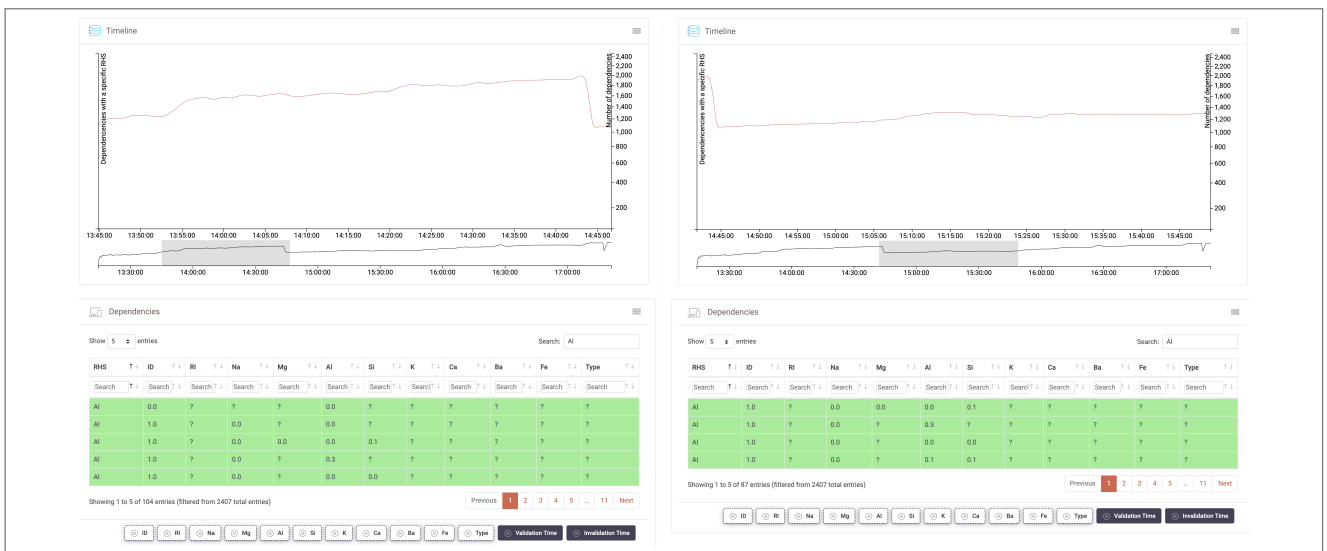 Timeline
Dependencencies with a specific RHS
Number of dependencies
2,400
2,200
2,000
1,800
1,600
1,400
1,200
1,000
800
600
400
200
13:45:00 13:50:00 13:55:00 14:00:00 14:05:00 14:10:00 14:15:00 14:20:00 14:25:00 14:30:00 14:35:00 14:40:00 14:45:00
13:30:00 14:00:00 14:30:00 15:00:00 15:30:00 16:00:00 16:30:00 17:00:00
Dependencies
Show 5 entries Search: Al
RHS ID RI Na Mg Al Si K Ca Ba Fe Type
Search Search Search Search Search Search Search Search Search Search Search Search
Al 0.0 ? ? ? 0.0 ? ? ? ? ? ?
Al 1.0 ? 0.0 ? 0.0 ? ? ? ? ? ?
Al 1.0 ? 0.0 0.0 0.0 0.1 ? ? ? ? ?
Al 1.0 ? 0.0 ? 0.3 ? ? ? ? ? ?
Al 1.0 ? 0.0 ? 0.0 0.0 ? ? ? ? ?
Showing 1 to 5 of 104 entries (filtered from 2407 total entries) Previous 1 2 3 4 5 ... 11 Next
ID RI Na Mg Al Si K Ca Ba Fe Type Validation Time Invalidation Time
Timeline
Dependencencies with a specific RHS
Number of dependencies
2,400
2,200
2,000
1,800
1,600
1,400
1,200
1,000
800
600
400
200
14:45:00 14:50:00 14:55:00 15:00:00 15:05:00 15:10:00 15:15:00 15:20:00 15:25:00 15:30:00 15:35:00 15:40:00 15:45:00
13:30:00 14:00:00 14:30:00 15:00:00 15:30:00 16:00:00 16:30:00 17:00:00
Dependencies
Show 5 entries Search: Al
RHS ID RI Na Mg Al Si K Ca Ba Fe Type
Search Search Search Search Search Search Search Search Search Search Search Search
Al 1.0 ? 0.0 0.0 0.0 0.1 ? ? ? ? ?
Al 1.0 ? 0.0 ? 0.3 ? ? ? ? ? ?
Al 1.0 ? 0.0 ? 0.0 0.0 ? ? ? ? ?
Al 1.0 ? 0.0 ? 0.1 0.1 ? ? ? ? ?
Showing 1 to 5 of 87 entries (filtered from 2407 total entries) Previous 1 2 3 4 5 ... 11 Next
ID RI Na Mg Al Si K Ca Ba Fe Type Validation Time Invalidation Time